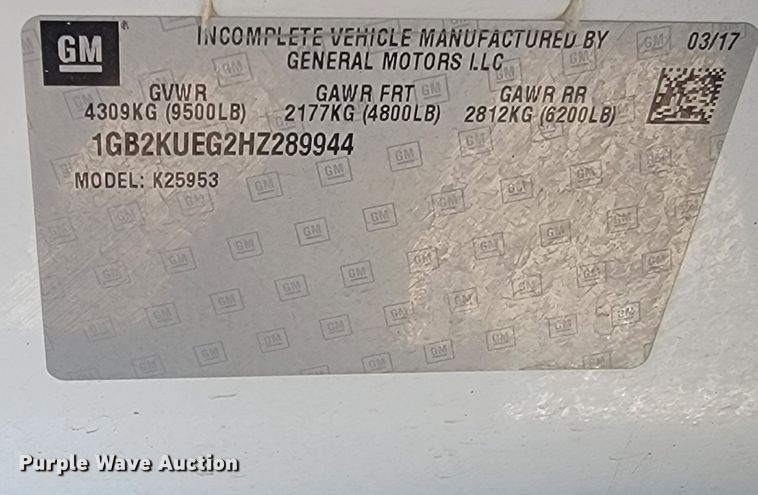 GM
INCOMPLETE VEHICLE MANUFACTURED BY
GENERAL MOTORS LLC
03/17
GVWR
4309KG (9500LB)
GAWR FRT
2177KG (4800LB)
GAWR RR
2812KG (6200LB)
1GB2KUEG2HZ289944
MODEL: K25953
Purple Wave Auction